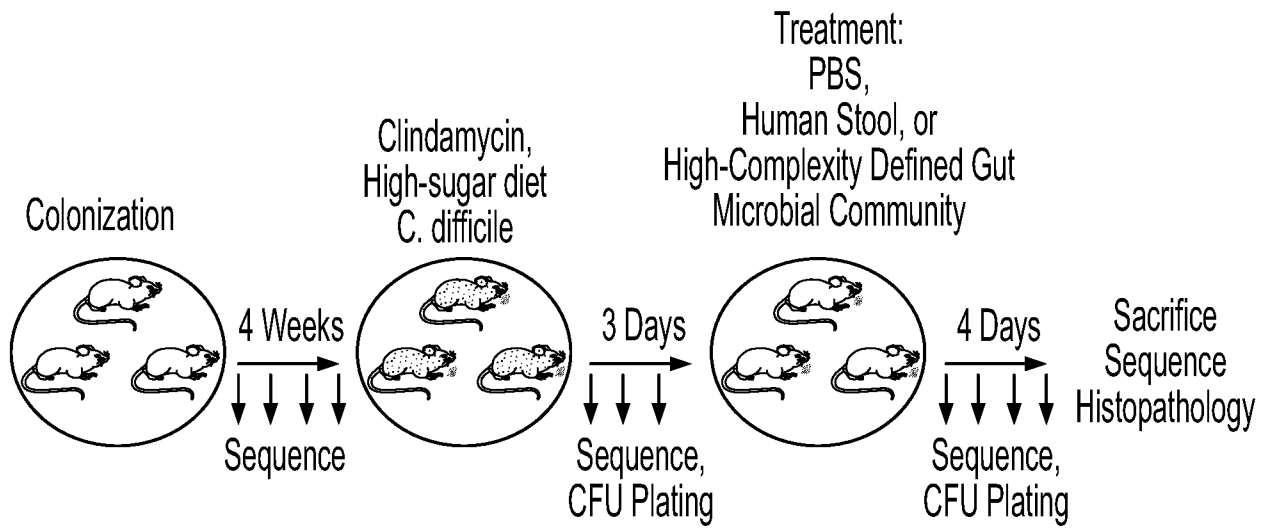 Colonization
4 Weeks
Sequence
Clindamycin,
High-sugar diet
C. difficile
3 Days
Sequence,
CFU Plating
Treatment:
PBS,
Human Stool, or
High-Complexity Defined Gut
Microbial Community
4 Days
Sequence,
CFU Plating
Sacrifice
Sequence
Histopathology